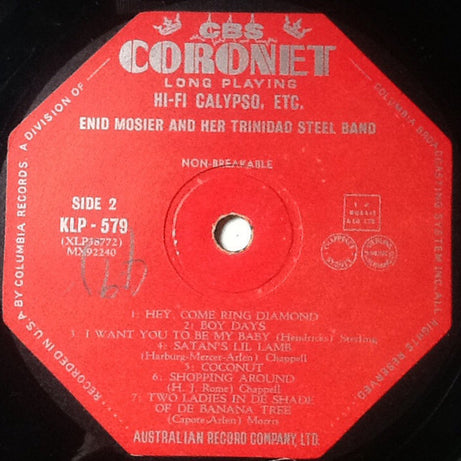 CBS
CORONET
LONG PLAYING
HI-FI CALYPSO, ETC.
ENID MOSIER AND HER TRINIDAD STEEL BAND
NON-BREAKABLE
SIDE 2
KLP - 579
(XLP36772)
MX92240
1: HEY, COME RING DIAMOND
2: BOY DAYS
3: I WANT YOU TO BE MY BABY (Hendricks) Sterling
4: SATAN'S LIL LAMB
(Harburg-Mercer-Arlen) Chappell
5: COCONUT
6: SHOPPING AROUND
(H. J. Rome) Chappell
7: TWO LADIES IN DE SHADE
OF DE BANANA TREE
(Capote-Arlen) Morris
AUSTRALIAN RECORD COMPANY, LTD.
RECORDED IN U.S.A. BY COLUMBIA RECORDS A DIVISION OF COLUMBIA BROADCASTING SYSTEM INC. ALL RIGHTS RESERVED.